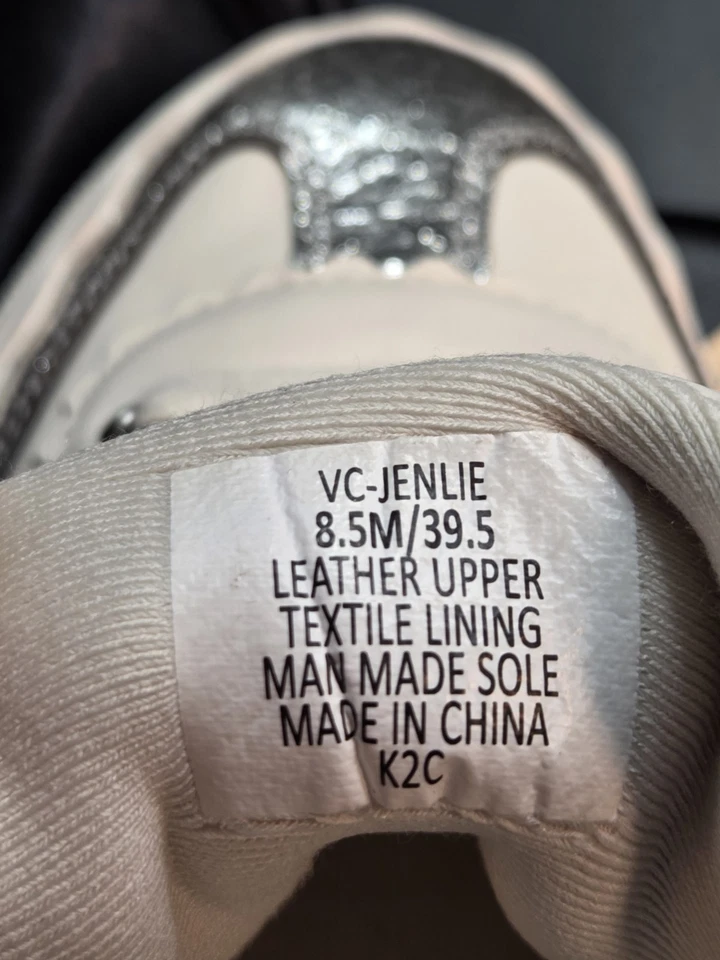 VC-JENLIE
8.5M/39.5
LEATHER UPPER
TEXTILE LINING
MAN MADE SOLE
MADE IN CHINA
K2C